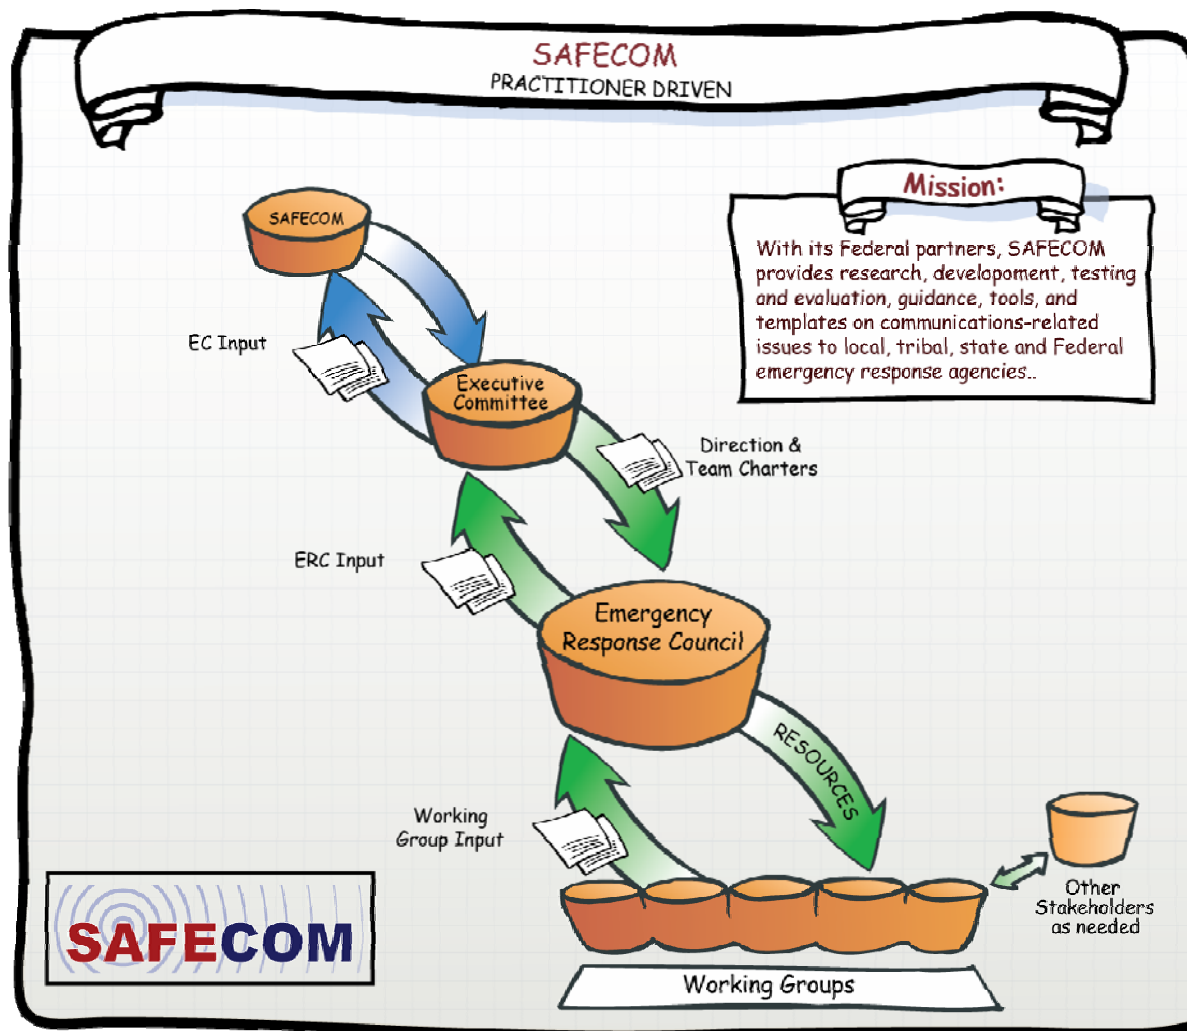 SAFECOM
PRACTITIONER DRIVEN
Mission:
With its Federal partners, SAFECOM
provides research, developoment, testing
and evaluation, guidance, tools, and
templates on communications-related
issues to local, tribal, state and Federal
emergency response agencies..
SAFECOM
EC Input
Executive
Committee
Direction &
Team Charters
ERC Input
Emergency
Response Council
RESOURCES
Working
Group Input
Other
Stakeholders
as needed
SAFECOM
Working Groups